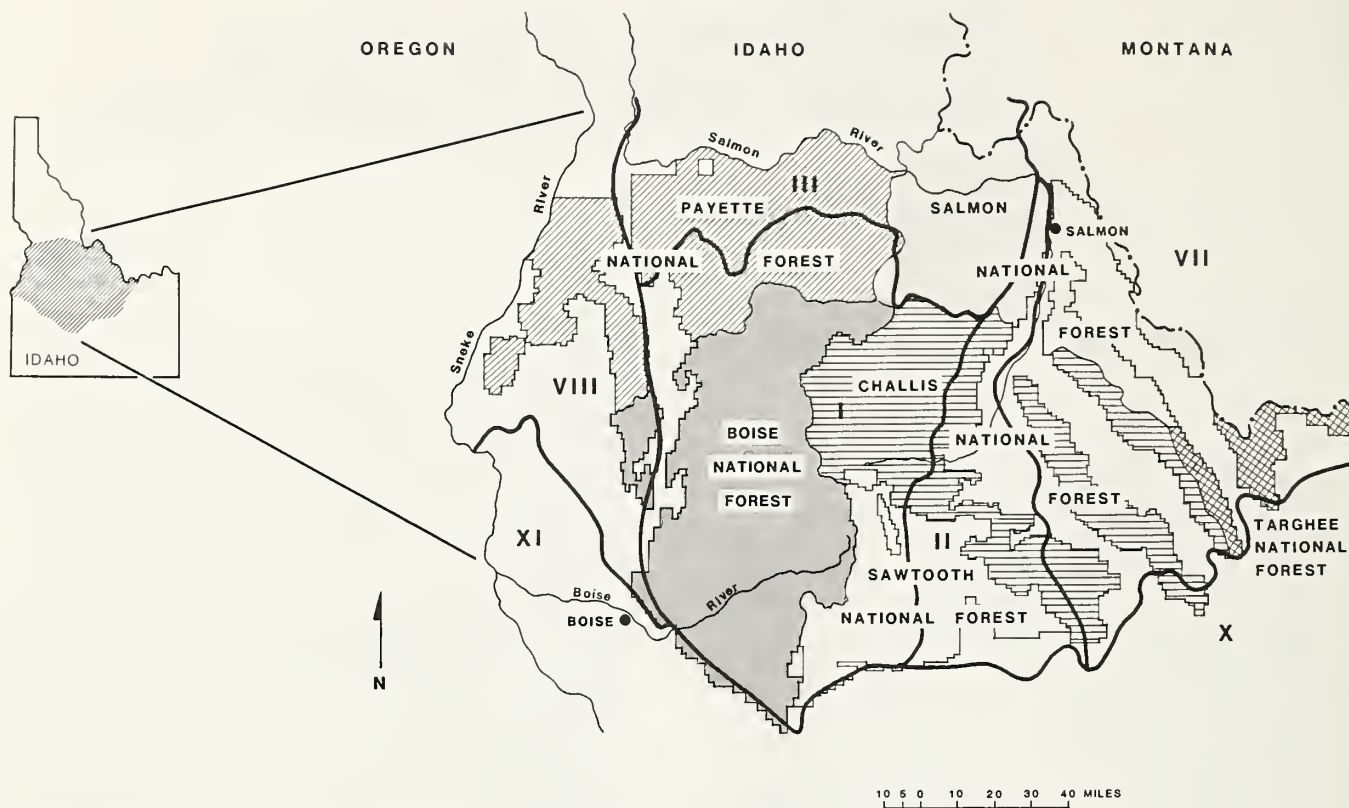 OREGON
IDAHO
MONTANA
Salmon
River
III
PAYETTE
SALMON
SALMON
River
NATIONAL
FOREST
NATIONAL
VII
FOREST
IDAHO
Snake
VIII
CHALLIS
I
BOISE
NATIONAL
NATIONAL
FOREST
FOREST
XI
II
TARGHEE
NATIONAL
FOREST
SAWTOOTH
Boise
River
NATIONAL
FOREST
BOISE
X
N
10 5 0 10 20 30 40 MILES